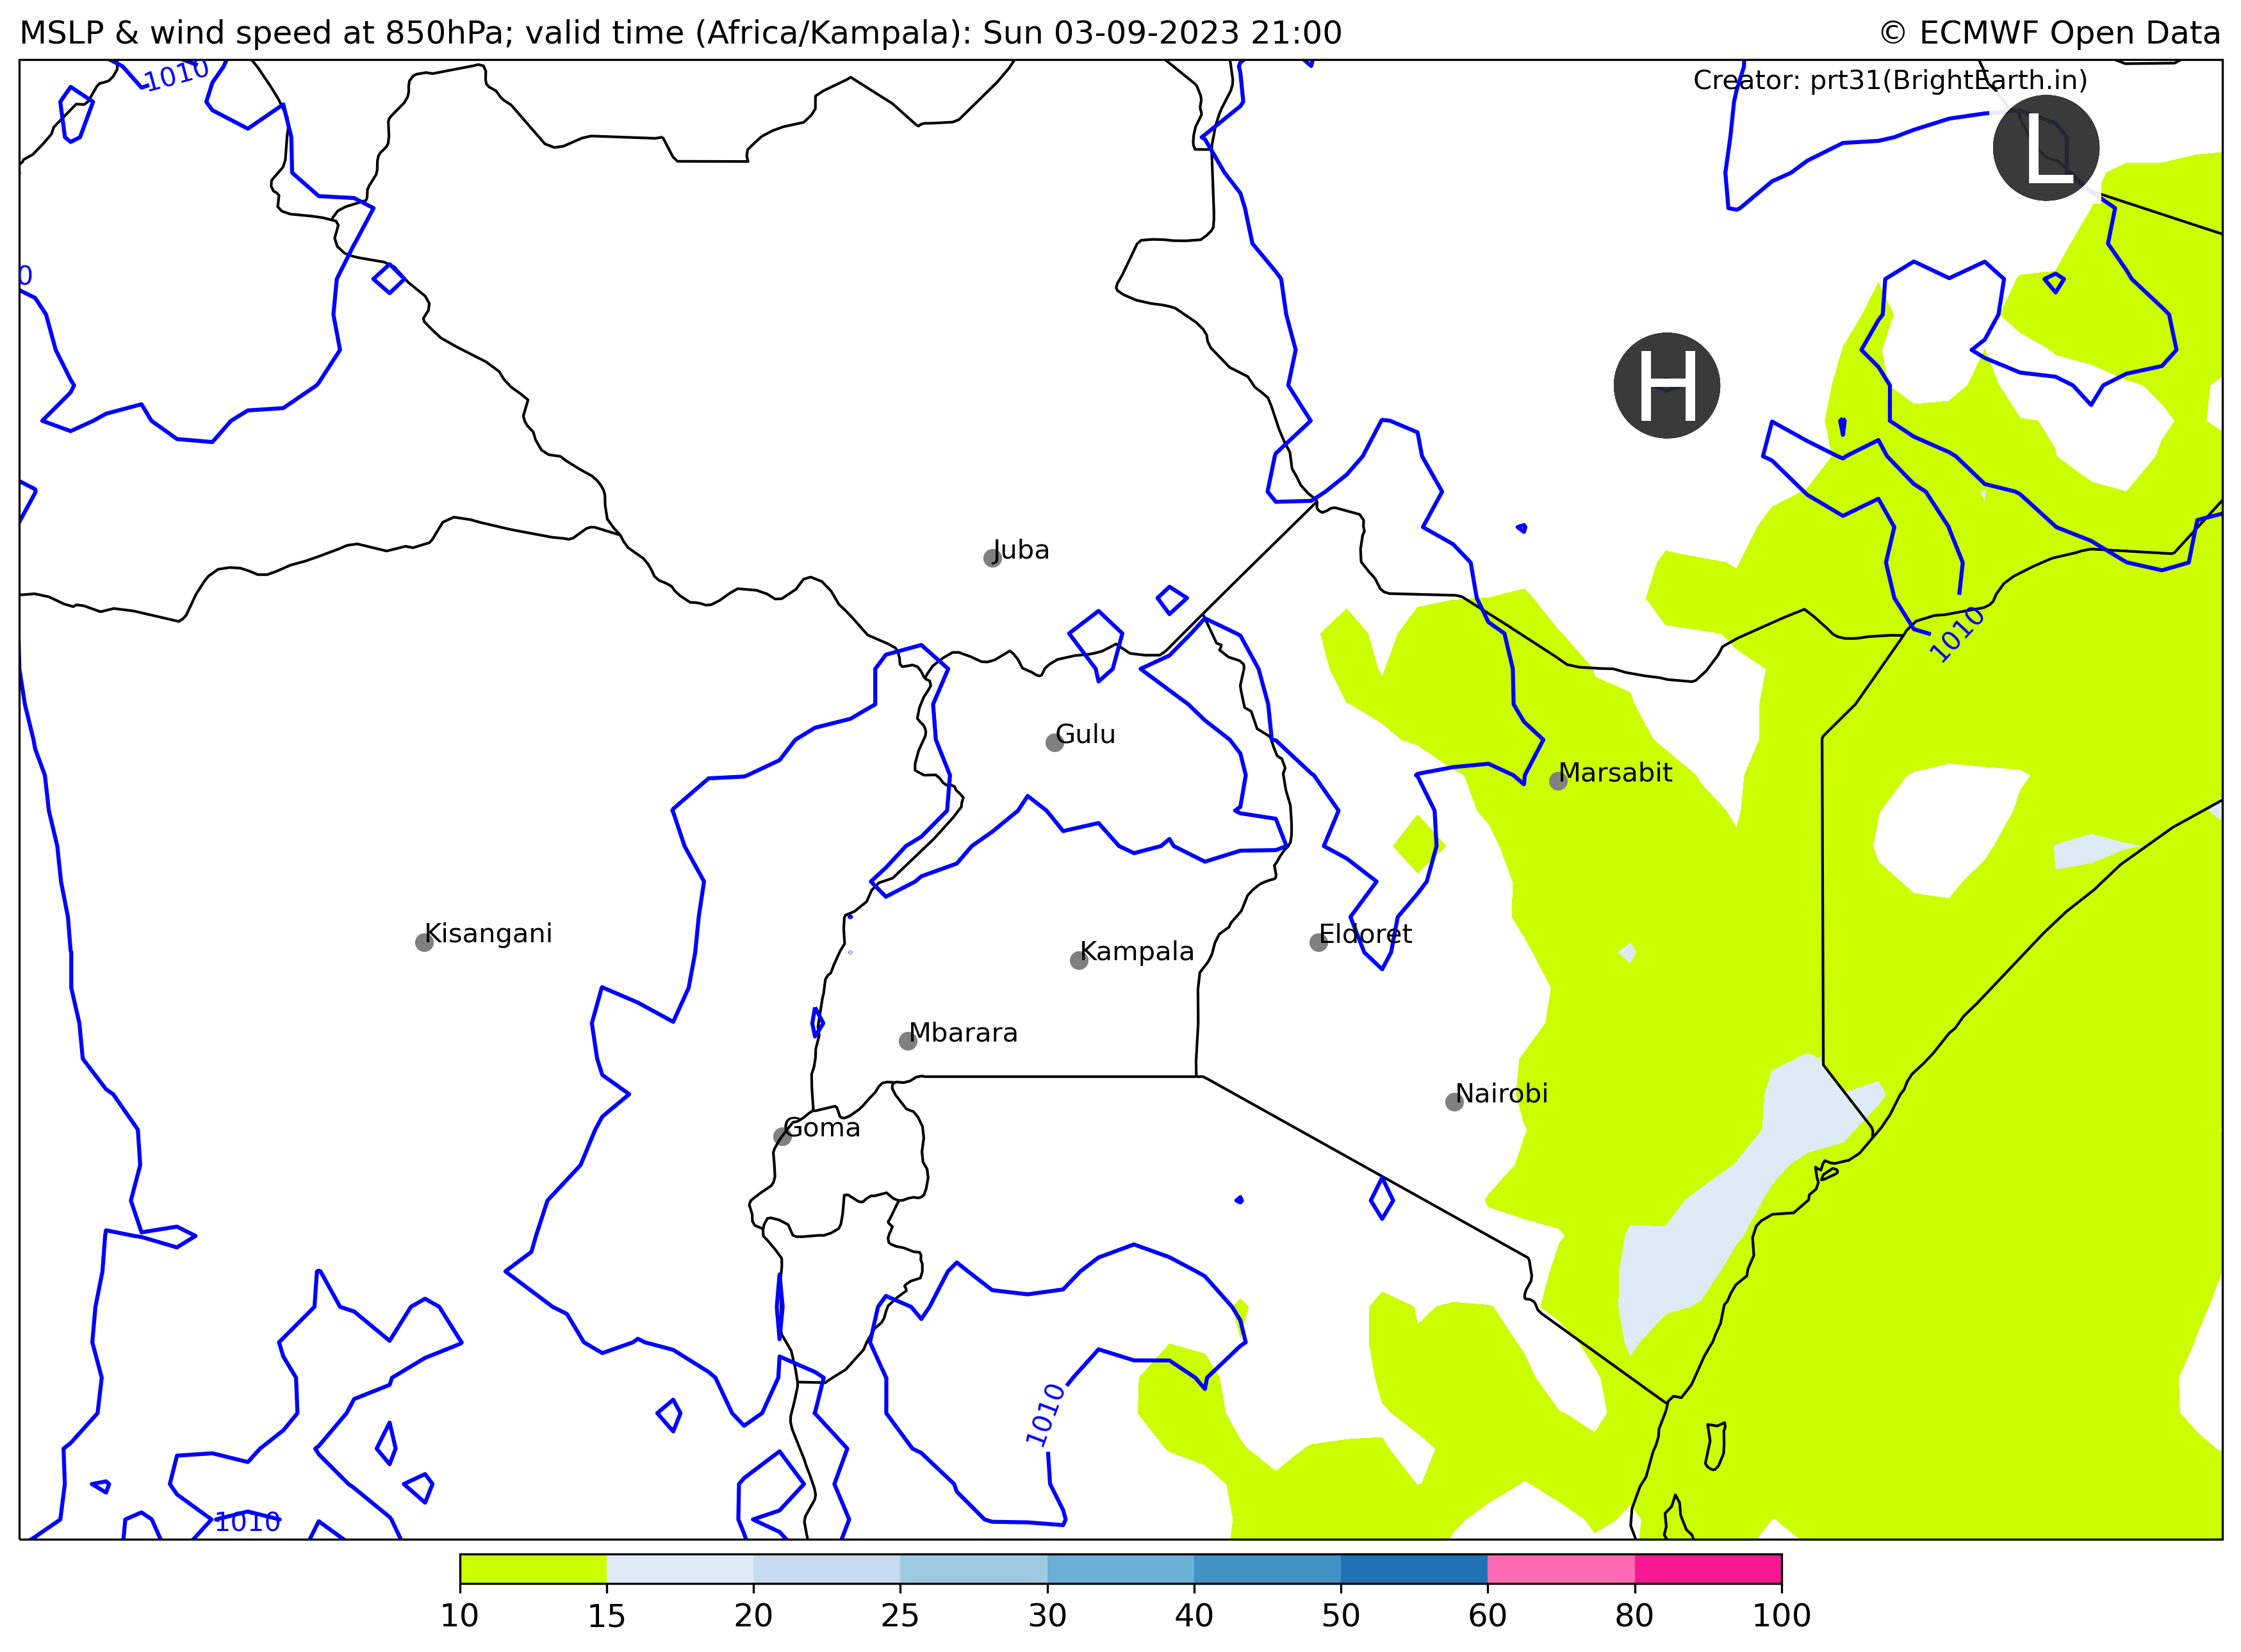 MSLP & wind speed at 850hPa; valid time (Africa/Kampala): Sun 03-09-2023 21:00
© ECMWF Open Data
1010
Creator: prt31(BrightEarth.in)
L
0
H
Juba
1010
Gulu
Marsabit
Kisangani
Eldoret
Kampala
Mbarara
Nairobi
Goma
1010
1010
10 15 20 25 30 40 50 60 80 100